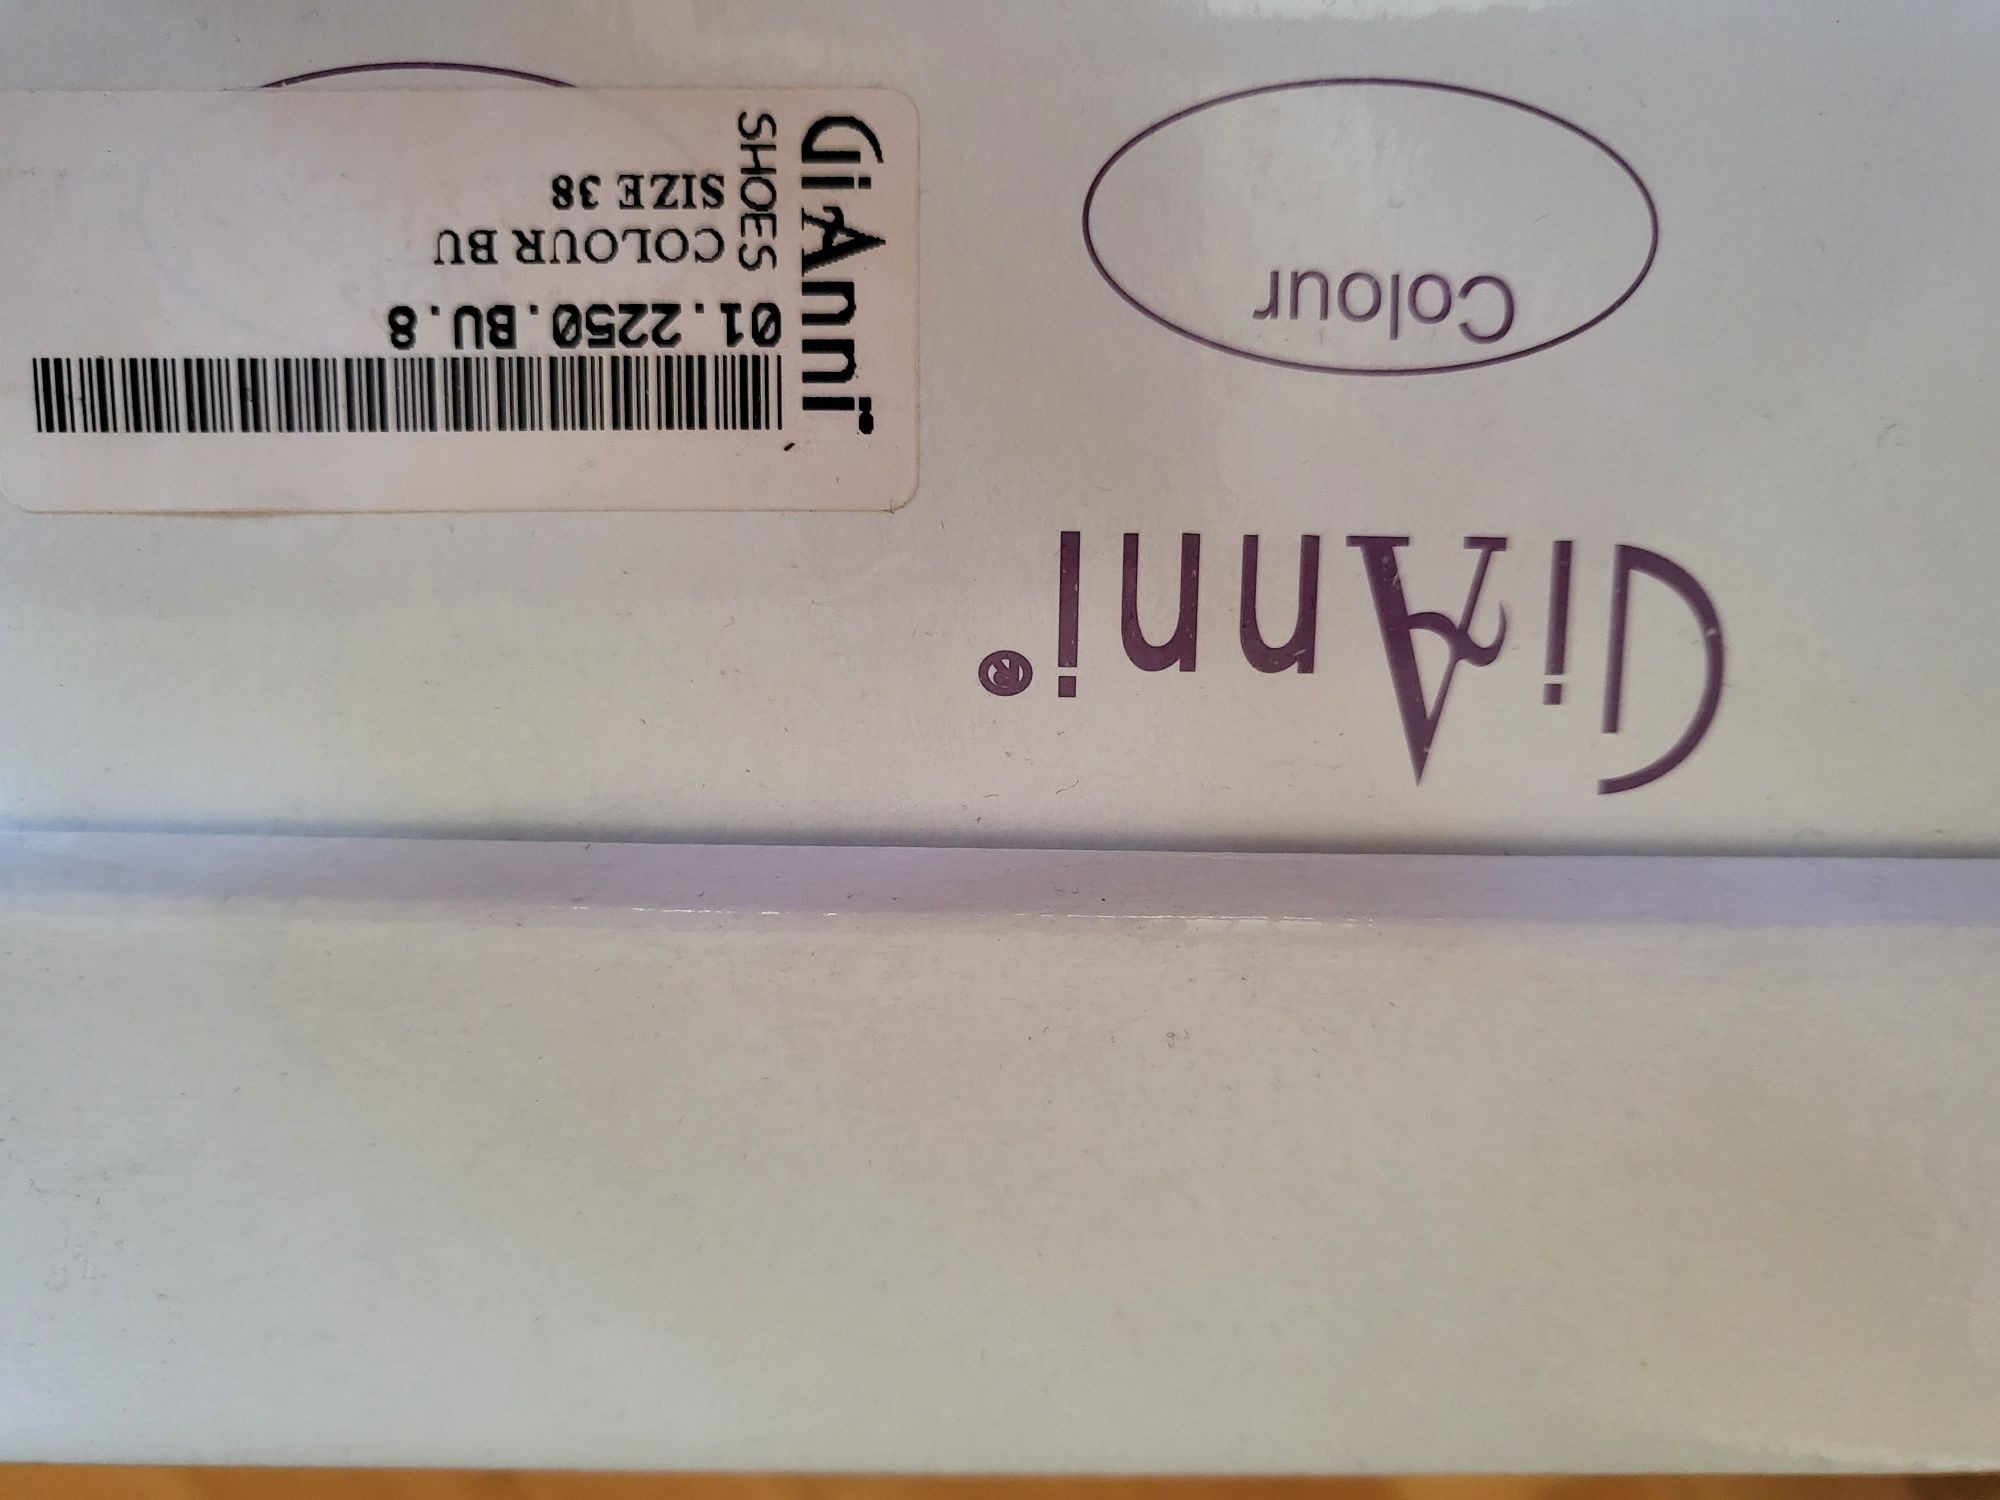 GiAnni®
Colour
01.2250.BU.8
COLOUR BU
SIZE 38
GiAnni
SHOES